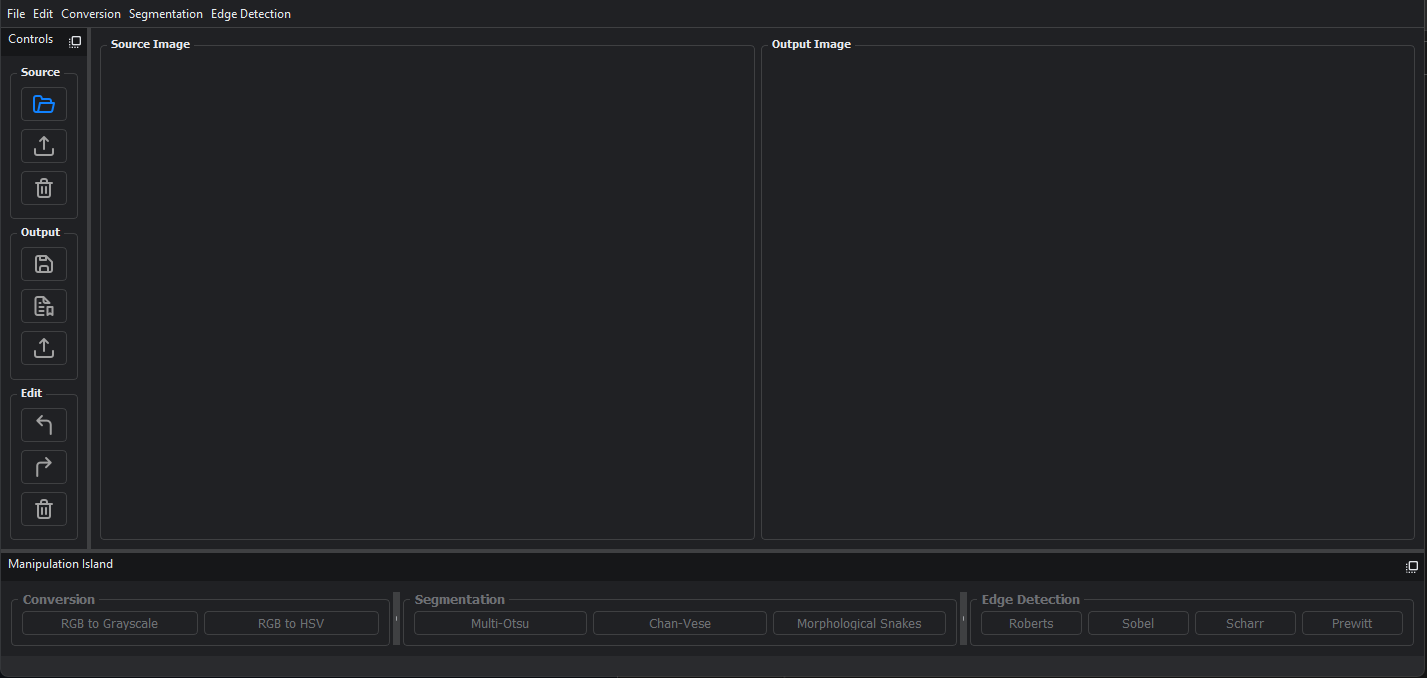 File Edit Conversion Segmentation Edge Detection
Controls
Source Image
Output Image
Source
Output
Edit
Manipulation Island
Conversion
RGB to Grayscale
RGB to HSV
Segmentation
Multi-Otsu
Chan-Vese
Morphological Snakes
Edge Detection
Roberts
Sobel
Scharr
Prewitt